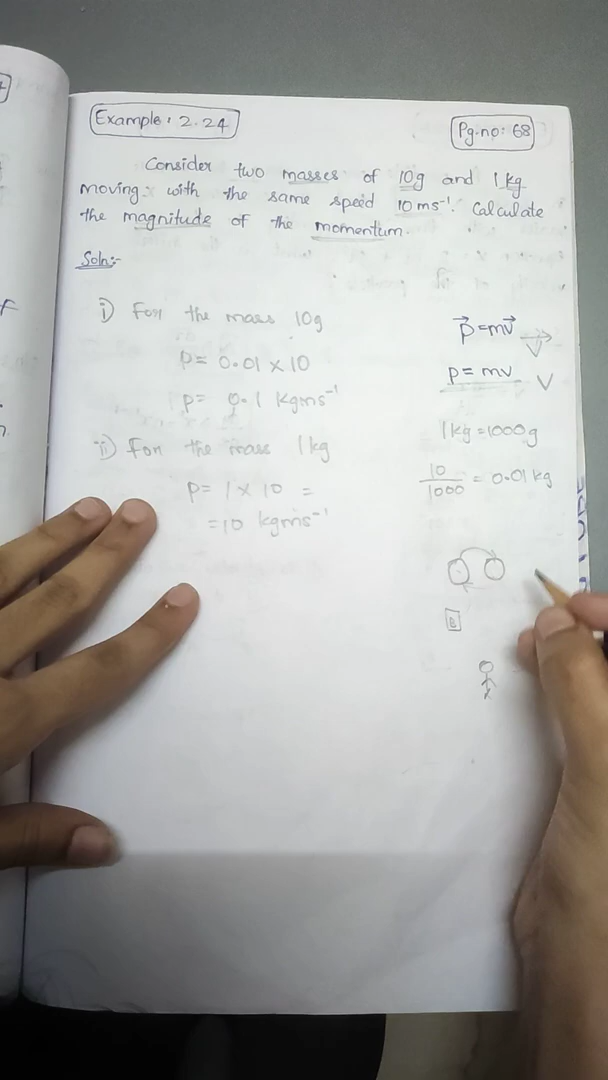 Example: 2.24
Pg.no: 68
Consider two masses of 10g and 1kg
moving with the same speed 10 ms⁻¹. Calculate
the magnitude of the momentum.
Soln:-
i) For the mass 10g
p= 0.01 × 10
p= 0.1 kgms⁻¹
ii) For the mass 1kg
p= 1 × 10 =
=10 kgms⁻¹
p⃗=mv⃗
v⃗
p= mv
v
1kg=1000g
10/1000 = 0.01kg